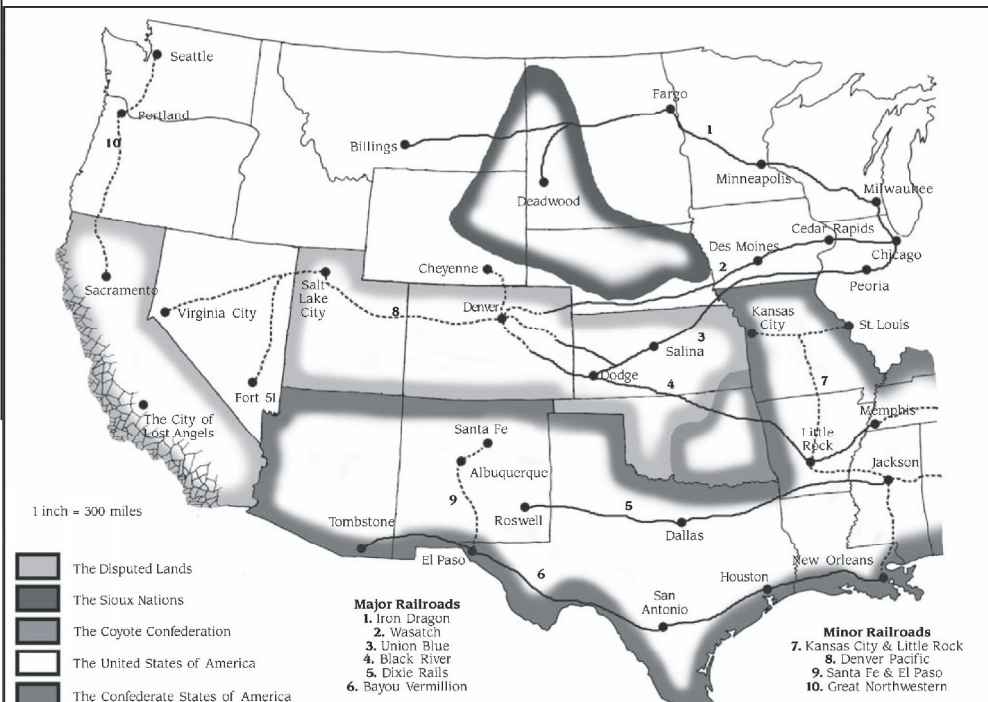 Seattle
Portland
10
Fargo
1
Billings
Minneapolis
Milwaukee
Deadwood
Cedar Rapids
Des Moines
2
Chicago
Cheyenne
Peoria
Sacramento
Salt
Lake
City
Virginia City
8
Denver
Kansas
City
St. Louis
3
Salina
Dodge
4
7
Fort 51
The City of
Lost Angels
Memphis
Little
Rock
Santa Fe
Albuquerque
Jackson
9
Roswell
5
Dallas
1 inch = 300 miles
Tombstone
El Paso
6
New Orleans
Houston
San
Antonio
The Disputed Lands
The Sioux Nations
The Coyote Confederation
The United States of America
The Confederate States of America
Major Railroads
1. Iron Dragon
2. Wasatch
3. Union Blue
4. Black River
5. Dixie Rails
6. Bayou Vermillion
Minor Railroads
7. Kansas City & Little Rock
8. Denver Pacific
9. Santa Fe & El Paso
10. Great Northwestern